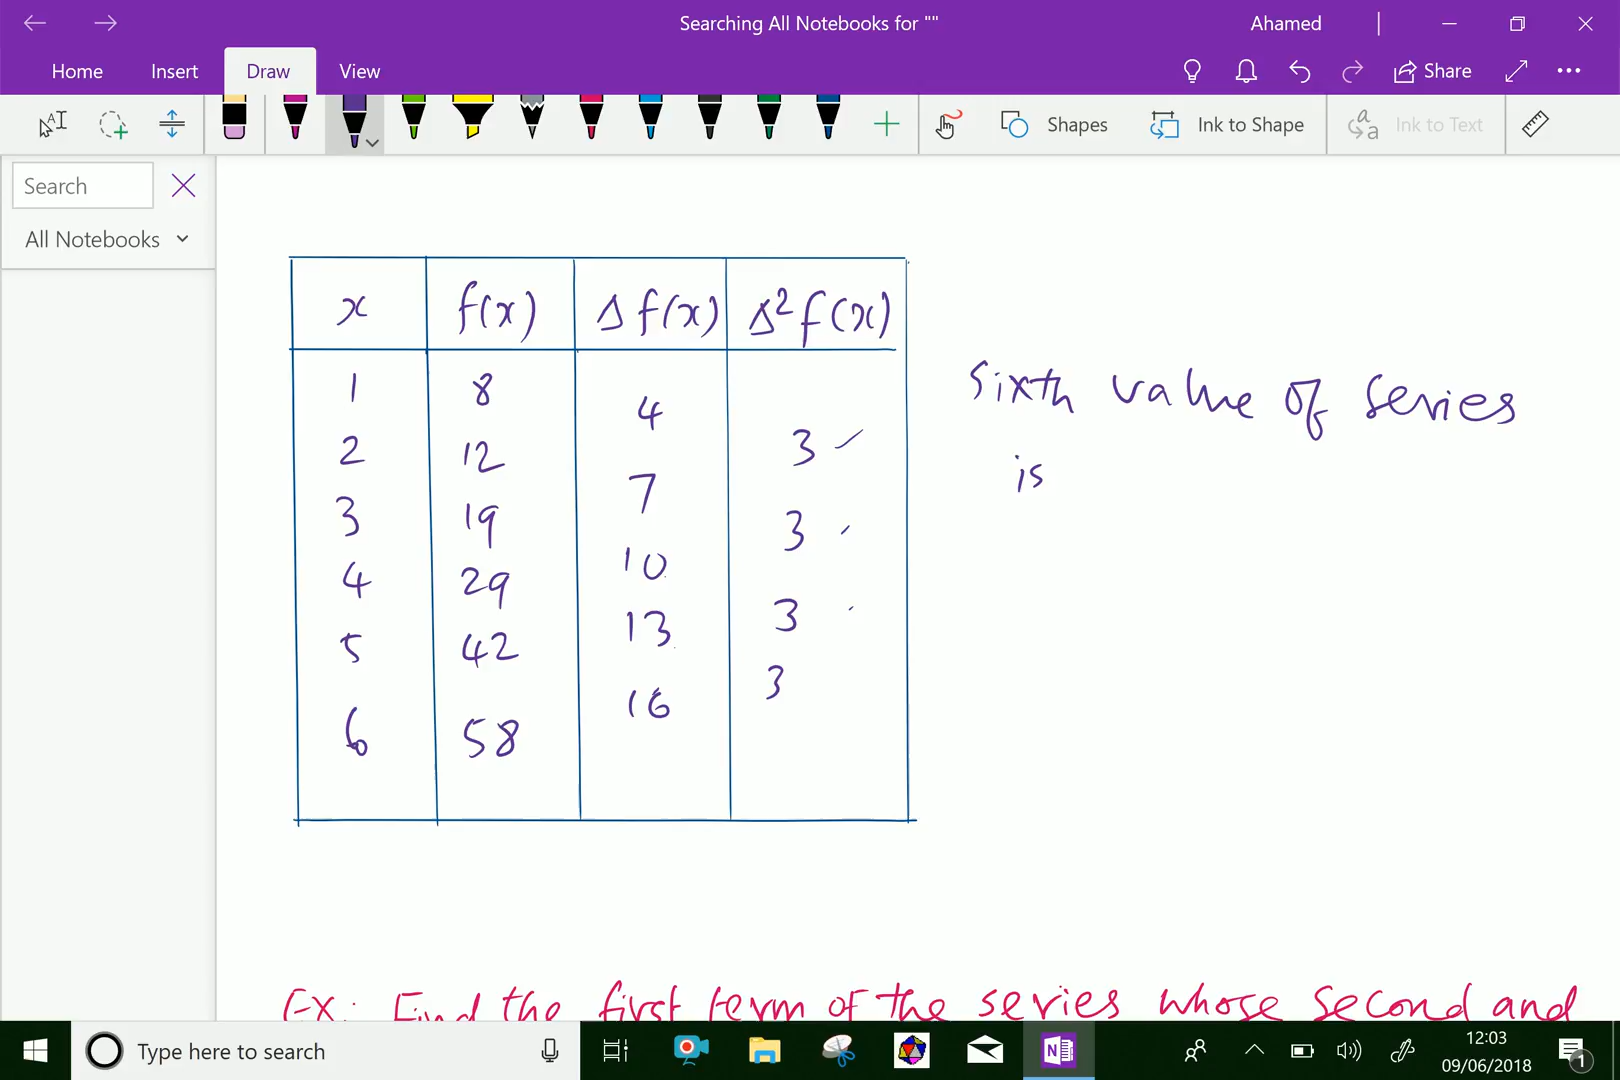 Searching All Notebooks for ""
Ahamed
Home Insert Draw View
Share
Shapes Ink to Shape Ink to Text
Search
All Notebooks
x f(x) Δ f(x) Δ² f(x)
1 8
4
2 12 3
7
3 19 3
10
4 29 3
13
5 42 3
16
6 58
Sixth value of series
is
Ex: Find the first term of the series whose second and
Type here to search
12:03
09/06/2018
1